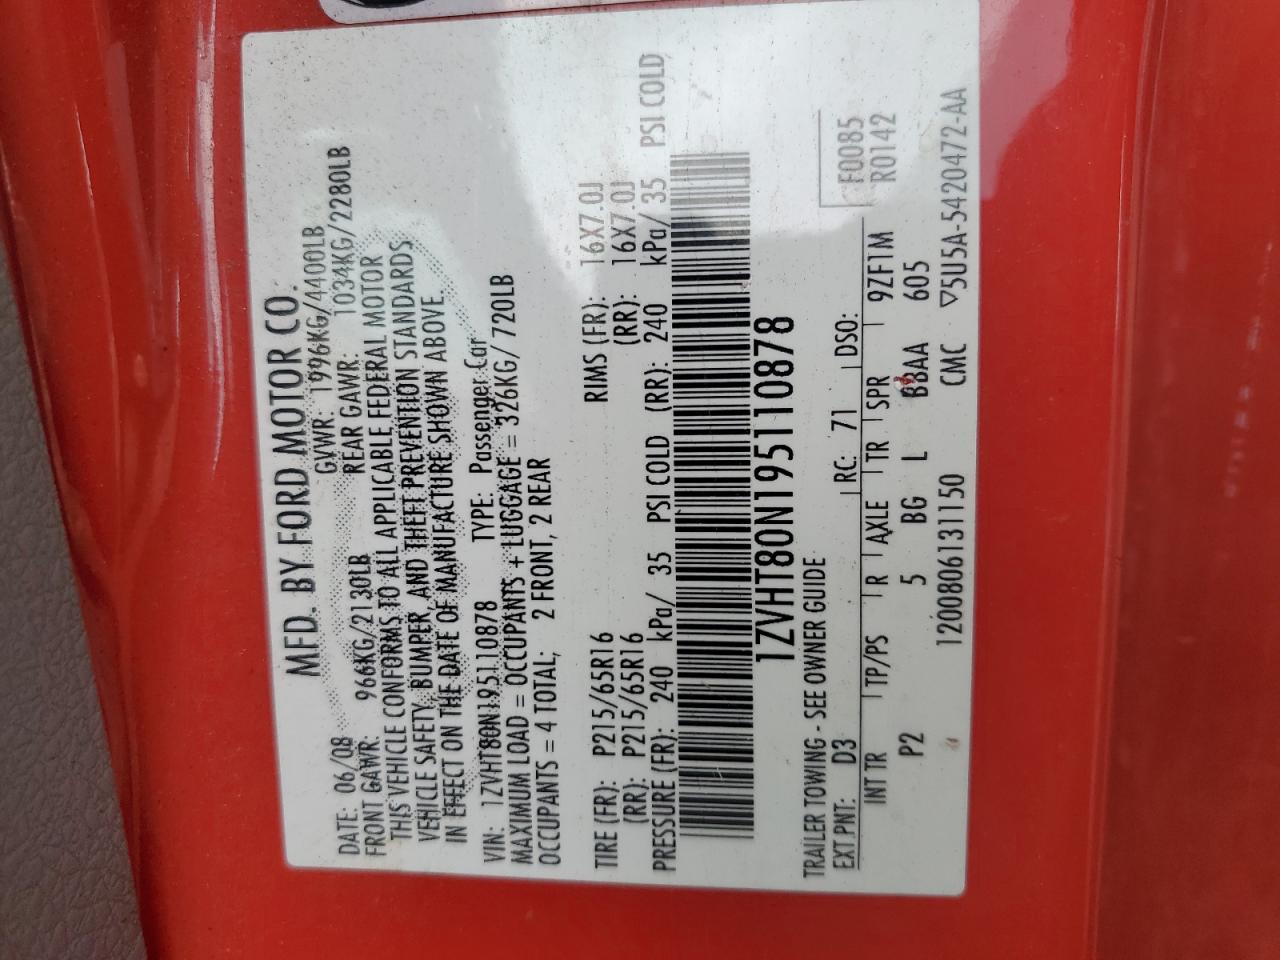 MFD. BY FORD MOTOR CO.
DATE: 06/08 GVWR: 1996KG/4400LB
FRONT GAWR: 966KG/2130LB REAR GAWR: 1034KG/2280LB
THIS VEHICLE CONFORMS TO ALL APPLICABLE FEDERAL MOTOR
VEHICLE SAFETY, BUMPER, AND THEFT PREVENTION STANDARDS
IN EFFECT ON THE DATE OF MANUFACTURE SHOWN ABOVE.
VIN: 1ZVHT80N195110878 TYPE: Passenger Car
MAXIMUM LOAD = OCCUPANTS + LUGGAGE = 326KG/ 720LB
OCCUPANTS = 4 TOTAL; 2 FRONT, 2 REAR
TIRE (FR): P215/65R16 RIMS (FR): 16X7.0J
(RR): P215/65R16 (RR): 16X7.0J
PRESSURE (FR): 240 kPa/ 35 PSI COLD (RR): 240 kPa/ 35 PSI COLD
1ZVHT80N195110878
TRAILER TOWING - SEE OWNER GUIDE
F0085
EXT PNT: D3 RC: 71 DSO: R0142
INT TR TP/PS R AXLE TR SPR 9ZF1M
P2 5 BG L BBAA 605
120080613115​0 CMC ▽5U5A-5420472-AA